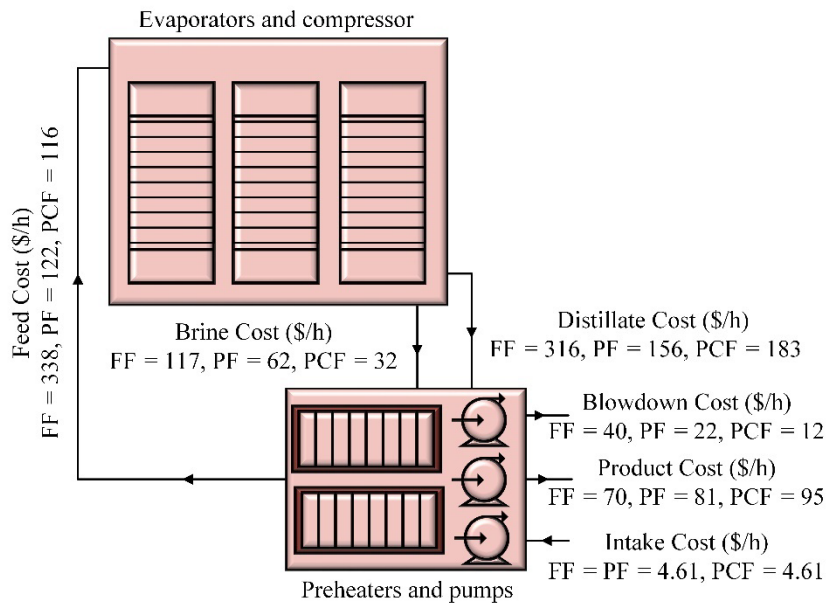 Evaporators and compressor
Feed Cost ($/h)
FF = 338, PF = 122, PCF = 116
Brine Cost ($/h)
FF = 117, PF = 62, PCF = 32
Distillate Cost ($/h)
FF = 316, PF = 156, PCF = 183
Blowdown Cost ($/h)
FF = 40, PF = 22, PCF = 12
Product Cost ($/h)
FF = 70, PF = 81, PCF = 95
Intake Cost ($/h)
FF = PF = 4.61, PCF = 4.61
Preheaters and pumps